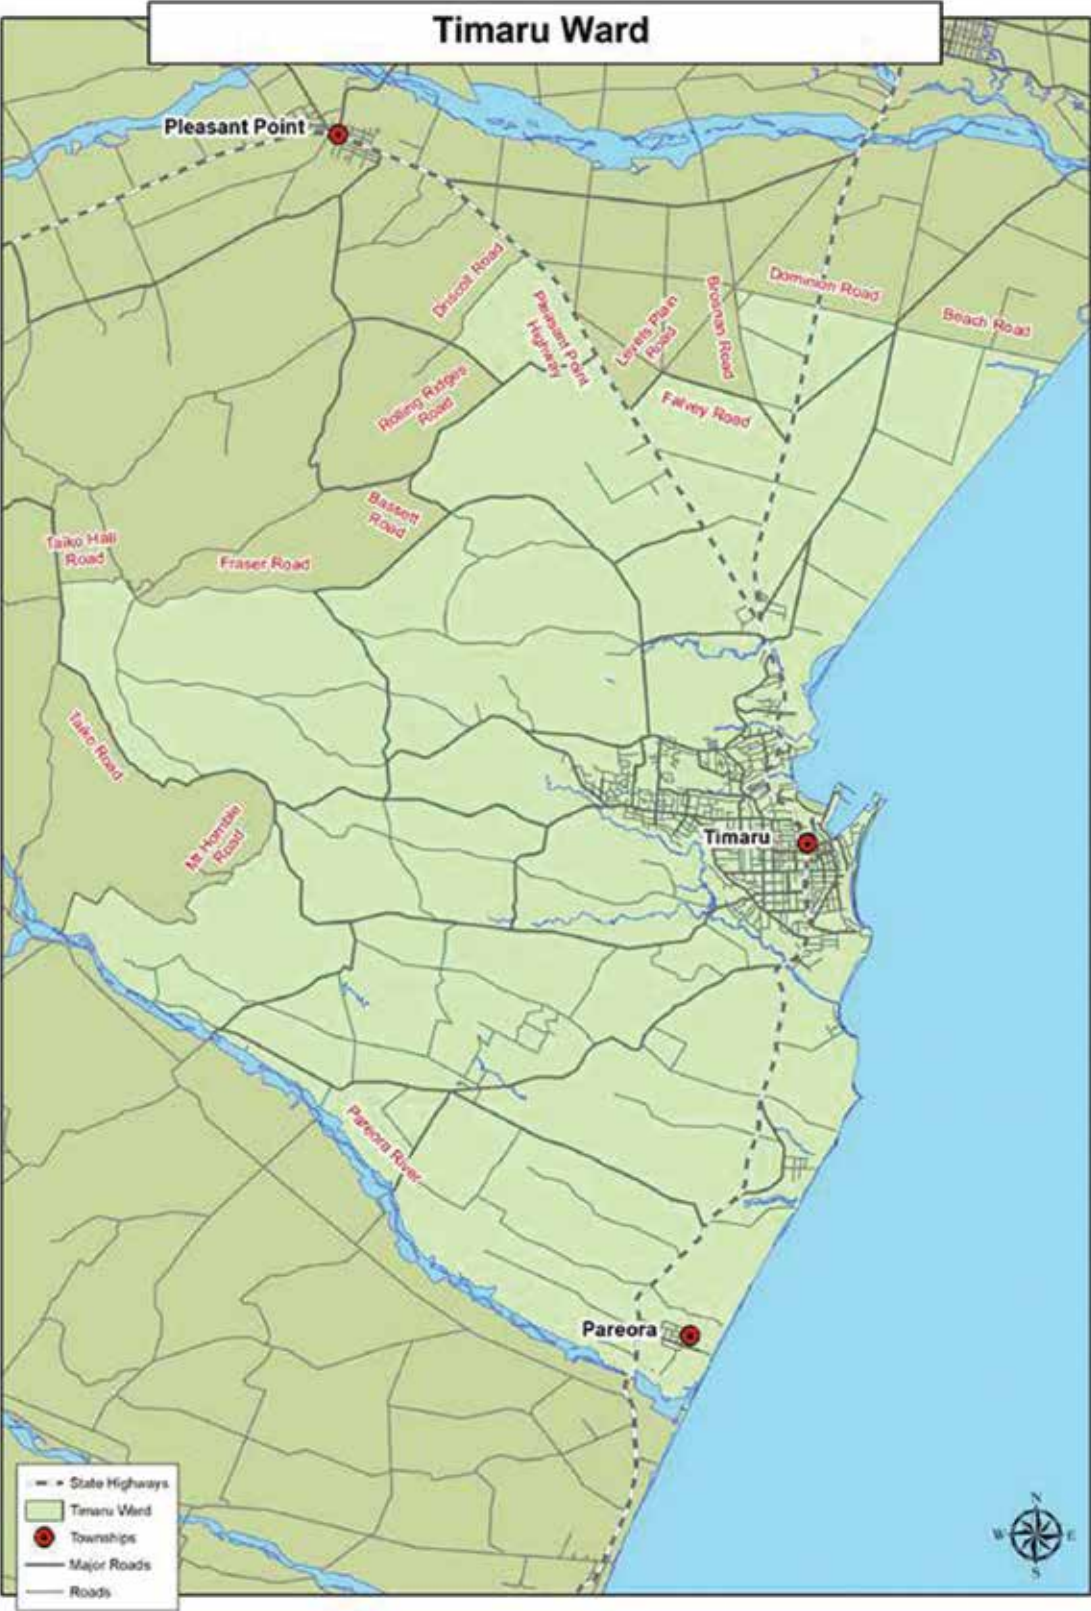 Timaru Ward
Pleasant Point
Driscoll Road
Pleasant Point
Highway
Levels Plain
Road
Brosnan Road
Dominion Road
Beach Road
Rolling Ridges
Road
Falvey Road
Bassett
Road
Taiko Hall
Road
Fraser Road
Taiko Road
Mt Horrible
Road
Timaru
Pareora River
Pareora
State Highways
Timaru Ward
Townships
Major Roads
Roads
N
W
E
S